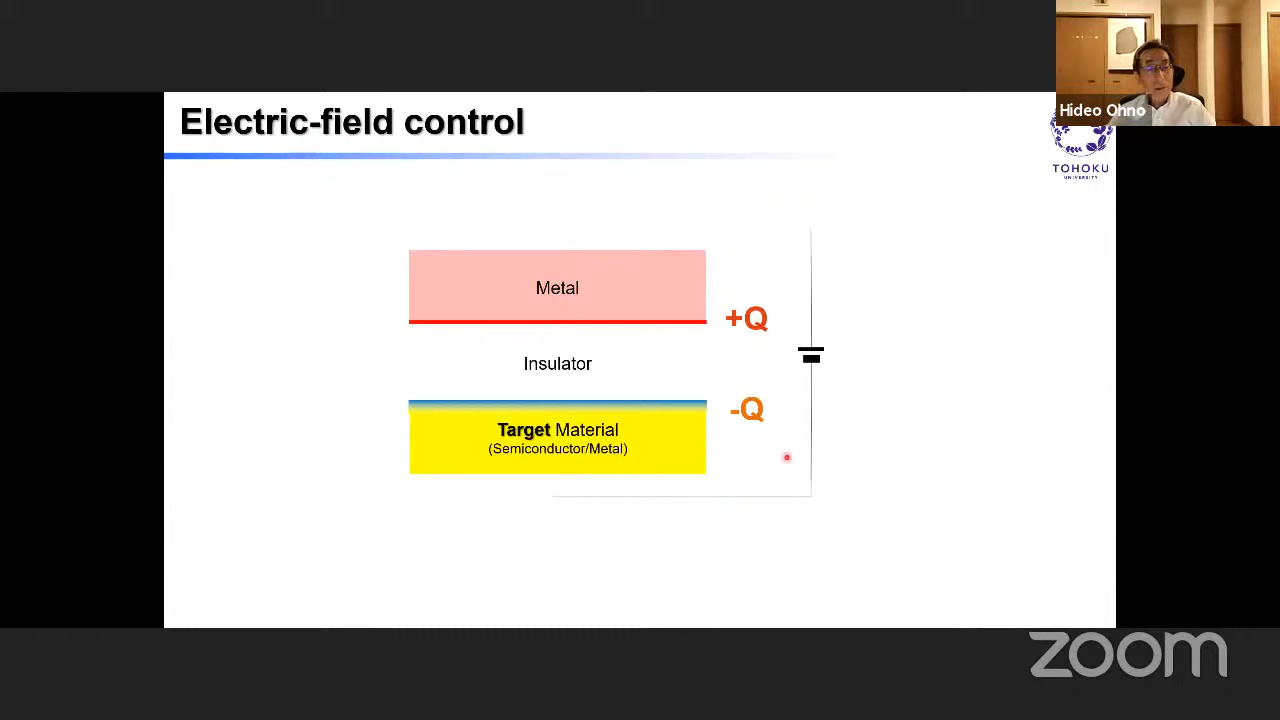 Hideo Ohno
Electric-field control
TOHOKU
UNIVERSITY
Metal
+Q
Insulator
-Q
Target Material
(Semiconductor/Metal)
zoom